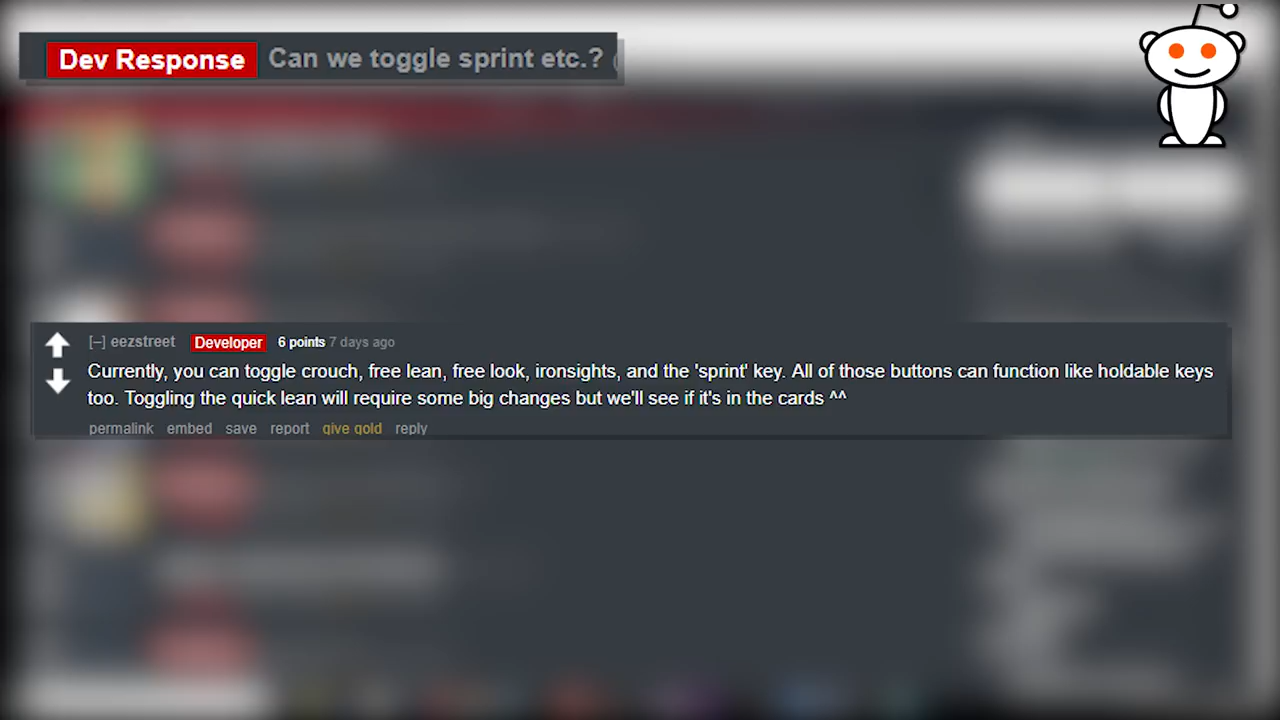 Dev Response Can we toggle sprint etc.? (
[–] eezstreet Developer 6 points 7 days ago
Currently, you can toggle crouch, free lean, free look, ironsights, and the 'sprint' key. All of those buttons can function like holdable keys
too. Toggling the quick lean will require some big changes but we'll see if it's in the cards ^^
permalink embed save report give gold reply